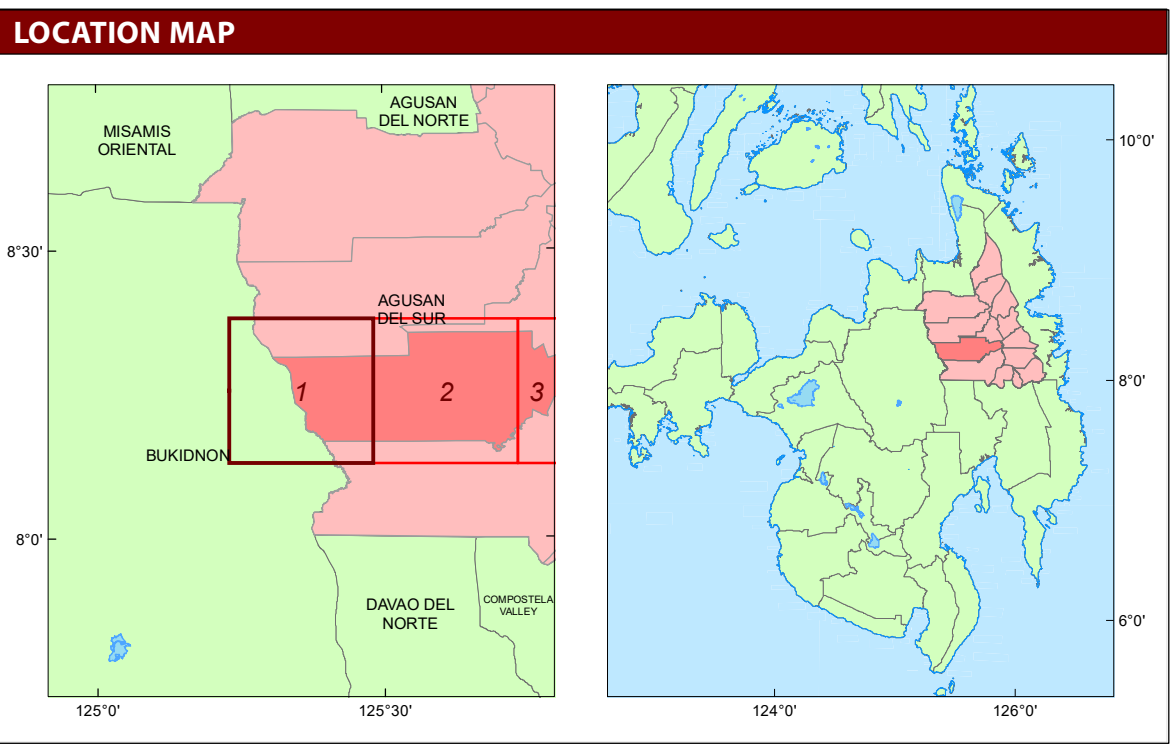 LOCATION MAP
AGUSAN
DEL NORTE
MISAMIS
ORIENTAL
8°30'
AGUSAN
DEL SUR
1
2
3
BUKIDNON
8°0'
DAVAO DEL
NORTE
COMPOSTELA
VALLEY
125°0'
125°30'
10°0'
8°0'
6°0'
124°0'
126°0'